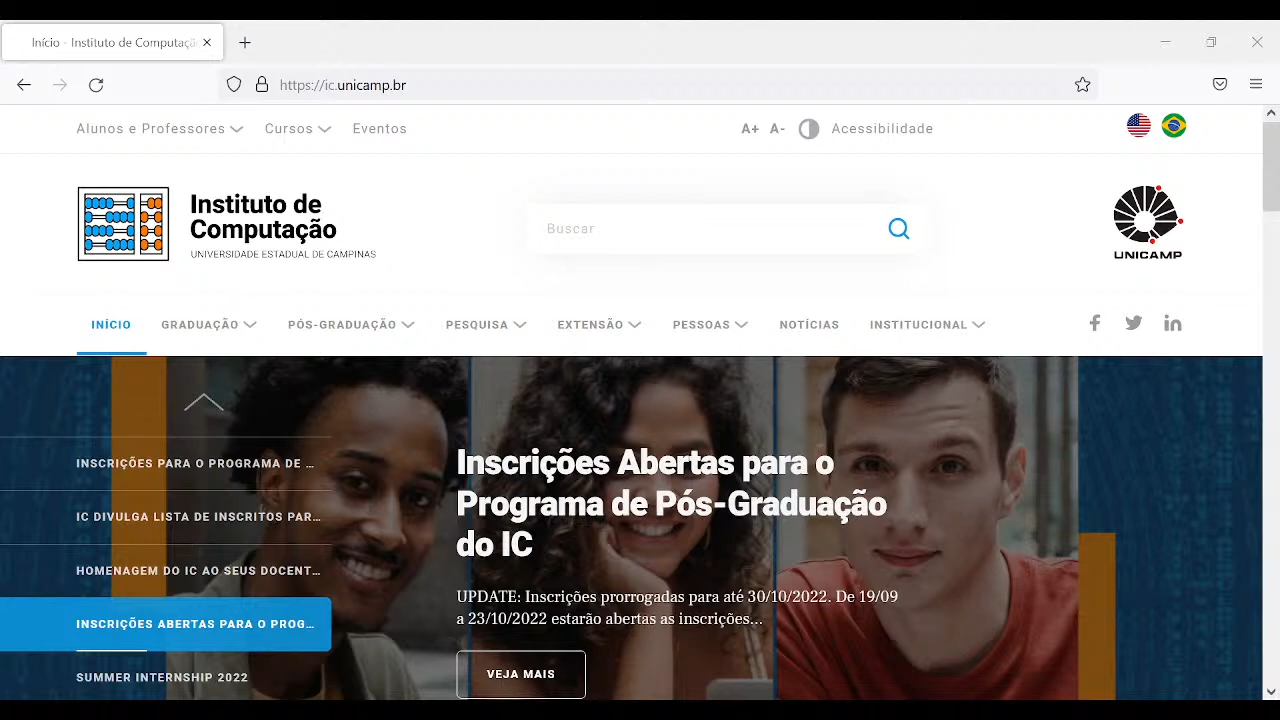 Início - Instituto de Computaçã
https://ic.unicamp.br
Alunos e Professores Cursos Eventos A+ A- Acessibilidade
Instituto de
Computação
UNIVERSIDADE ESTADUAL DE CAMPINAS
Buscar
UNICAMP
INÍCIO GRADUAÇÃO PÓS-GRADUAÇÃO PESQUISA EXTENSÃO PESSOAS NOTÍCIAS INSTITUCIONAL
INSCRIÇÕES PARA O PROGRAMA DE ...
IC DIVULGA LISTA DE INSCRITOS PAR...
HOMENAGEM DO IC AO SEUS DOCENT...
INSCRIÇÕES ABERTAS PARA O PROG...
SUMMER INTERNSHIP 2022
Inscrições Abertas para o
Programa de Pós-Graduação
do IC
UPDATE: Inscrições prorrogadas para até 30/10/2022. De 19/09
a 23/10/2022 estarão abertas as inscrições...
VEJA MAIS